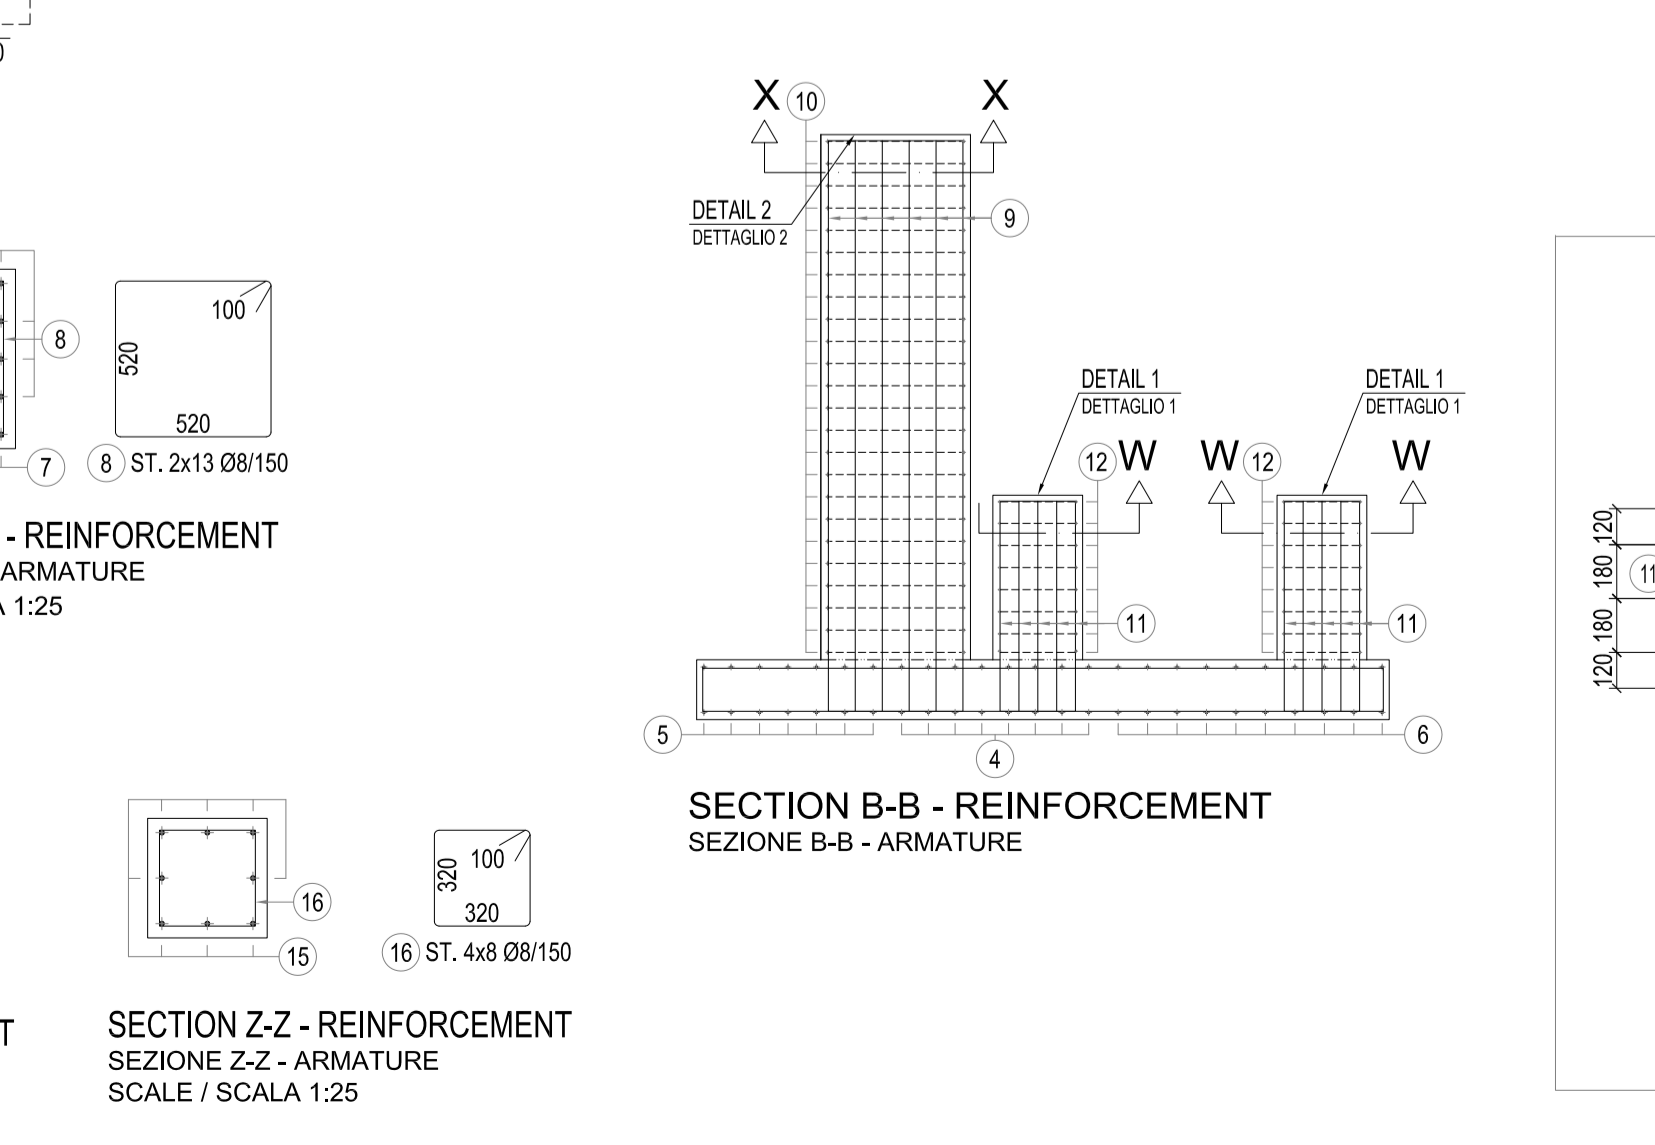 X
10
X
DETAIL 2
DETTAGLIO 2
9
100
520
520
8
7
8 ST. 2x13 Ø8/150
- REINFORCEMENT
ARMATURE
1:25
DETAIL 1
DETTAGLIO 1
DETAIL 1
DETTAGLIO 1
12 W
W 12
W
11
11
5
4
6
SECTION B-B - REINFORCEMENT
SEZIONE B-B - ARMATURE
120
180
180
120
11
16
15
320
100
320
16 ST. 4x8 Ø8/150
T
SECTION Z-Z - REINFORCEMENT
SEZIONE Z-Z - ARMATURE
SCALE / SCALA 1:25